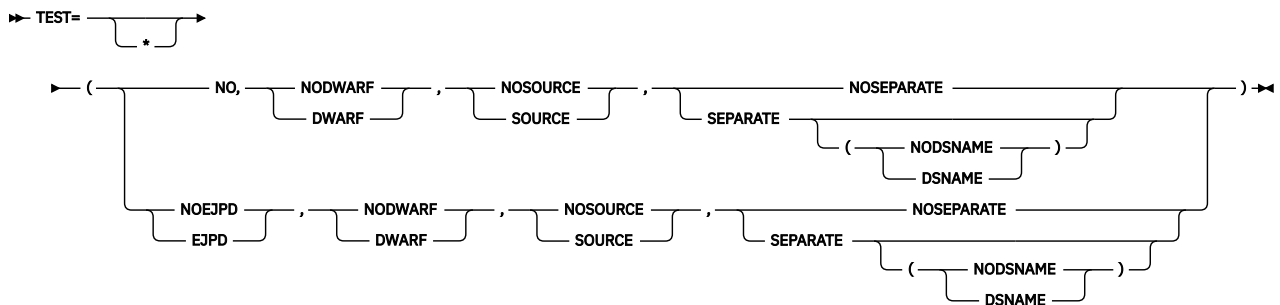 TEST=
*
( NO, NODWARF , NOSOURCE , NOSEPARATE )
DWARF SOURCE SEPARATE
( NODSNAME )
DSNAME
NOEJPD , NODWARF , NOSOURCE , NOSEPARATE
EJPD DWARF SOURCE SEPARATE
( NODSNAME )
DSNAME